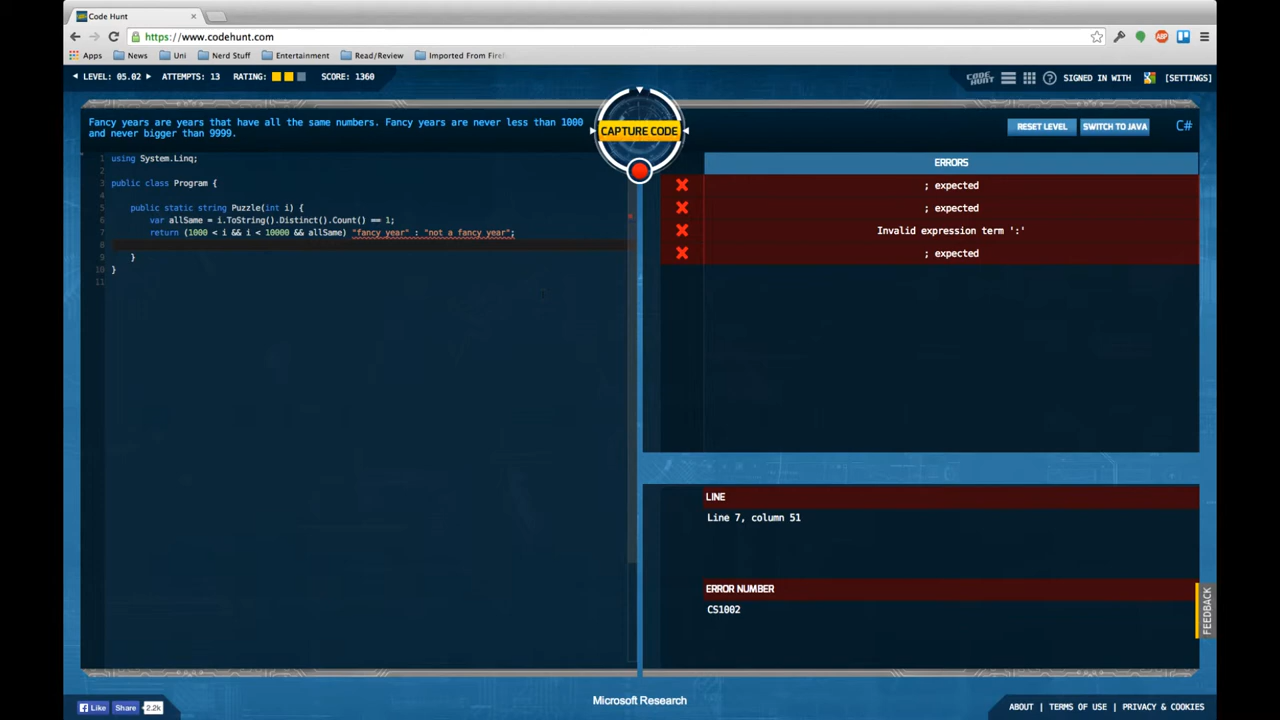 Code Hunt
https://www.codehunt.com
Apps News Uni Nerd Stuff Entertainment Read/Review Imported From Fire
LEVEL: 05.02 ATTEMPTS: 13 RATING: SCORE: 1360
CODE HUNT SIGNED IN WITH [SETTINGS]
Fancy years are years that have all the same numbers. Fancy years are never less than 1000
and never bigger than 9999.
CAPTURE CODE
RESET LEVEL SWITCH TO JAVA C#
1 using System.Linq;
2
3 public class Program {
4
5 public static string Puzzle(int i) {
6 var allSame = i.ToString().Distinct().Count() == 1;
7 return (1000 < i && i < 10000 && allSame) "fancy year" : "not a fancy year";
8
9 }
10 }
11
ERRORS
; expected
; expected
Invalid expression term ':'
; expected
LINE
Line 7, column 51
ERROR NUMBER
CS1002
FEEDBACK
Like Share 2.2k
Microsoft Research
ABOUT | TERMS OF USE | PRIVACY & COOKIES